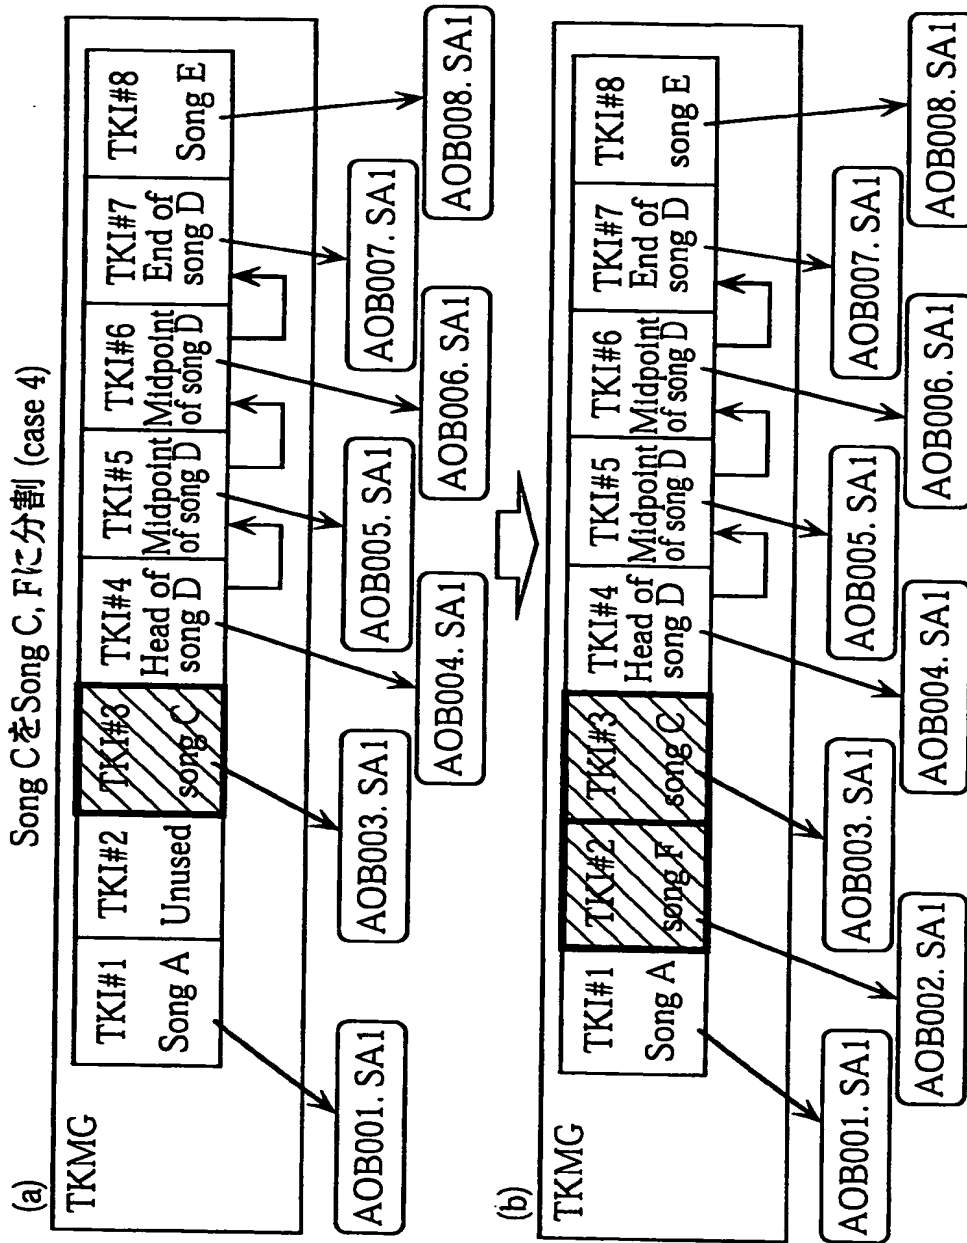 Song CをSong C, Fに分割 (case 4)
(a)
TKMG
TKI#1
Song A
TKI#2
Unused
TKI#3
song C
TKI#4
Head of
song D
TKI#5
Midpoint
of song D
TKI#6
Midpoint
of song D
TKI#7
End of
song D
TKI#8
Song E
AOB001. SA1
AOB003. SA1
AOB004. SA1
AOB005. SA1
AOB006. SA1
AOB007. SA1
AOB008. SA1
(b)
TKMG
TKI#1
Song A
TKI#2
song F
TKI#3
song C
TKI#4
Head of
song D
TKI#5
Midpoint
of song D
TKI#6
Midpoint
of song D
TKI#7
End of
song D
TKI#8
song E
AOB001. SA1
AOB002. SA1
AOB003. SA1
AOB004. SA1
AOB005. SA1
AOB006. SA1
AOB007. SA1
AOB008. SA1